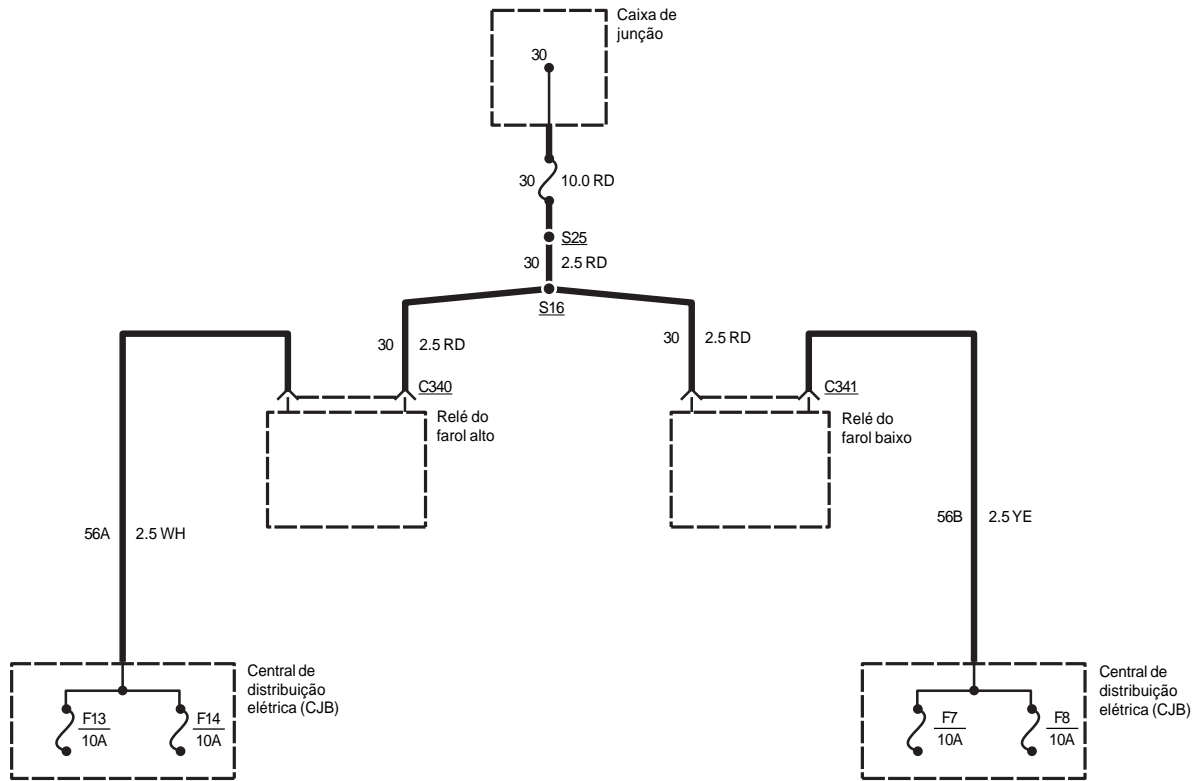 Caixa de
junção
30
30 10.0 RD
S25
30 2.5 RD
S16
30 2.5 RD
30 2.5 RD
C340
C341
Relé do
farol alto
Relé do
farol baixo
56A 2.5 WH
56B 2.5 YE
Central de
distribuição
elétrica (CJB)
F13
10A
F14
10A
Central de
distribuição
elétrica (CJB)
F7
10A
F8
10A